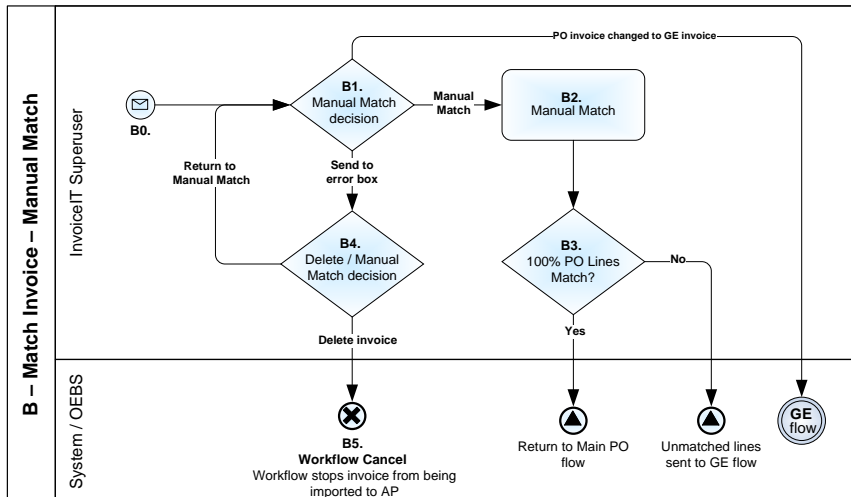 B – Match Invoice – Manual Match
InvoiceIT Superuser
System / OEBS
PO invoice changed to GE invoice
B0.
B1.
Manual Match
decision
Manual
Match
B2.
Manual Match
Return to
Manual Match
Send to
error box
B4.
Delete / Manual
Match decision
B3.
100% PO Lines
Match?
No
Yes
Delete invoice
B5.
Workflow Cancel
Workflow stops invoice from being
imported to AP
Return to Main PO
flow
Unmatched lines
sent to GE flow
GE
flow